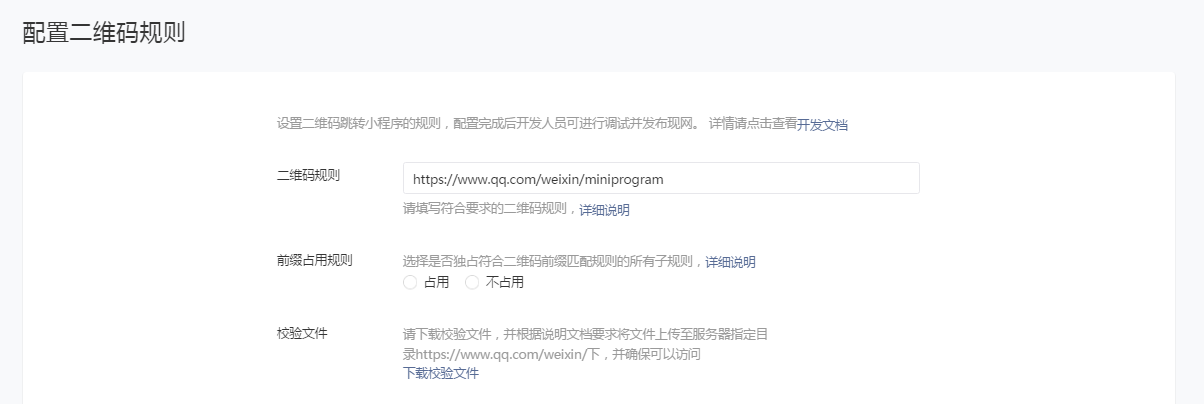 配置二维码规则
设置二维码跳转小程序的规则，配置完成后开发人员可进行调试并发布现网。 详情请点击查看开发文档
二维码规则
https://www.qq.com/weixin/miniprogram
请填写符合要求的二维码规则，详细说明
前缀占用规则
选择是否独占符合二维码前缀匹配规则的所有子规则，详细说明
占用 不占用
校验文件
请下载校验文件，并根据说明文档要求将文件上传至服务器指定目
录https://www.qq.com/weixin/下，并确保可以访问
下载校验文件